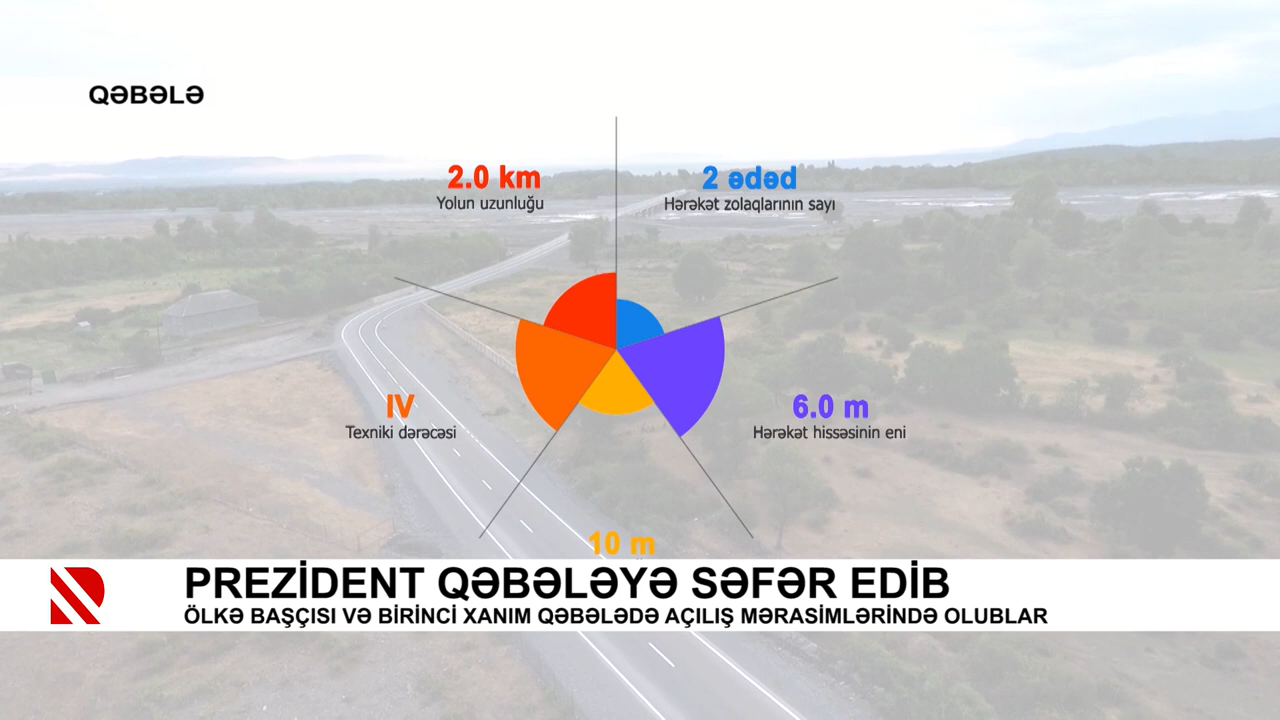 QƏBƏLƏ
2.0 km
Yolun uzunluğu
2 ədəd
Hərəkət zolaqlarının sayı
IV
Texniki dərəcəsi
6.0 m
Hərəkət hissəsinin eni
10 m
PREZİDENT QƏBƏLƏYƏ SƏFƏR EDİB
ÖLKƏ BAŞÇISI VƏ BİRİNCİ XANIM QƏBƏLƏDƏ AÇILIŞ MƏRASİMLƏRİNDƏ OLUBLAR